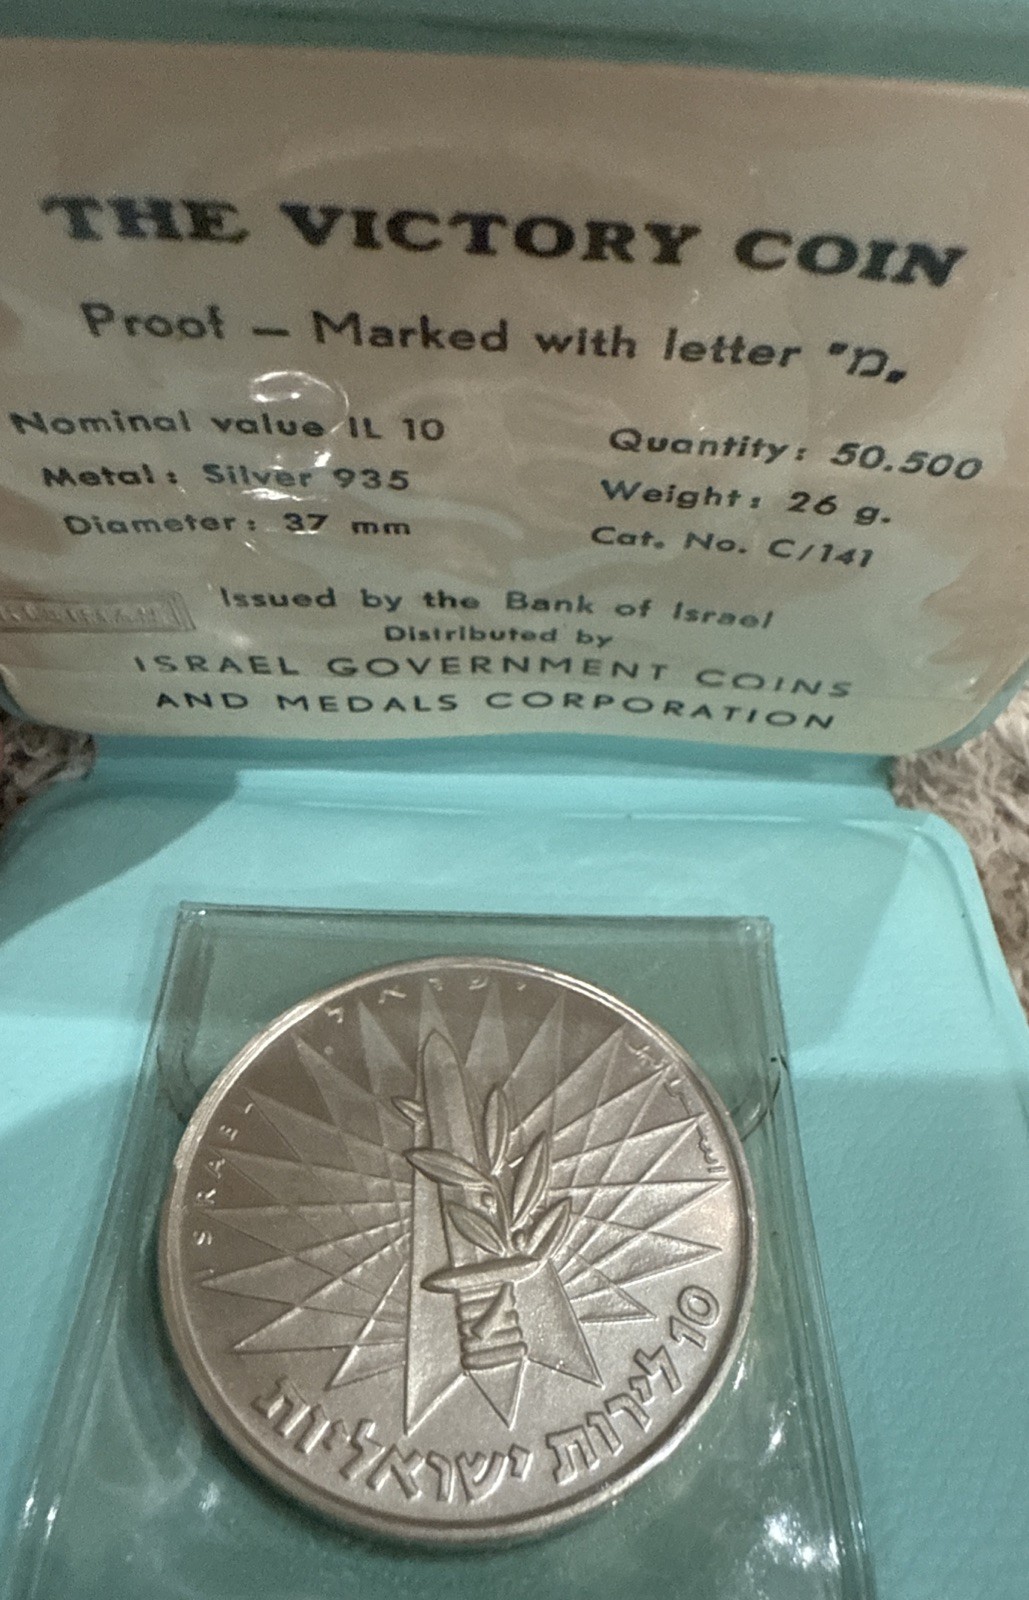 THE VICTORY COIN
Proof – Marked with letter "מ„
Nominal value IL 10
Quantity: 50.500
Metal: Silver 935
Weight: 26 g.
Diameter: 37 mm
Cat. No. C/141
Issued by the Bank of Israel
Distributed by
ISRAEL GOVERNMENT COINS
AND MEDALS CORPORATION
ישראל
ISRAEL
اسرائيل
10 לירות ישראליות